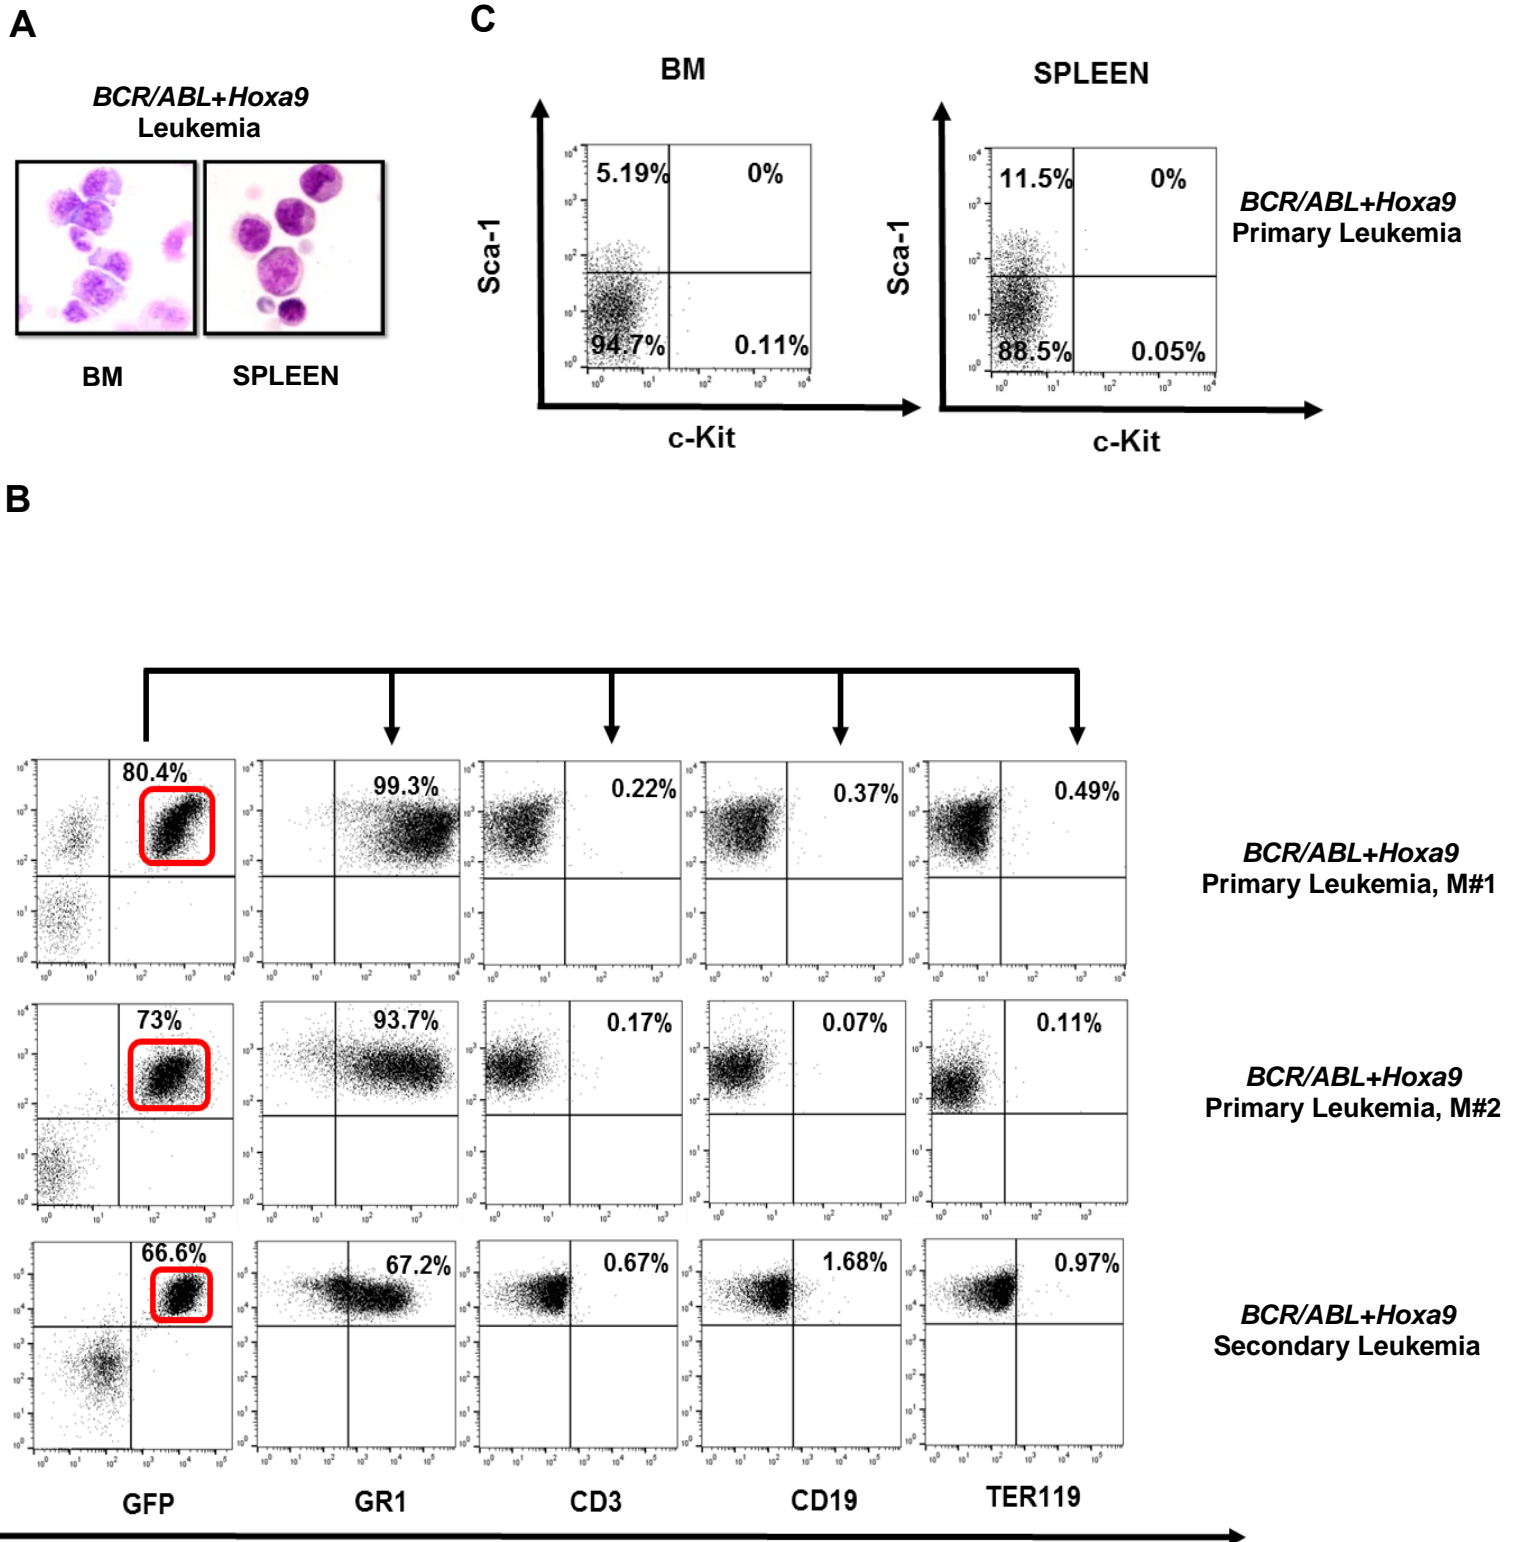 A
C
BCR/ABL+Hoxa9
Leukemia
BM
SPLEEN
BM
SPLEEN
Sca-1
5.19%
0%
94.7%
0.11%
c-Kit
Sca-1
11.5%
0%
88.5%
0.05%
c-Kit
BCR/ABL+Hoxa9
Primary Leukemia
B
80.4%
99.3%
0.22%
0.37%
0.49%
BCR/ABL+Hoxa9
Primary Leukemia, M#1
73%
93.7%
0.17%
0.07%
0.11%
BCR/ABL+Hoxa9
Primary Leukemia, M#2
66.6%
67.2%
0.67%
1.68%
0.97%
BCR/ABL+Hoxa9
Secondary Leukemia
GFP
GR1
CD3
CD19
TER119